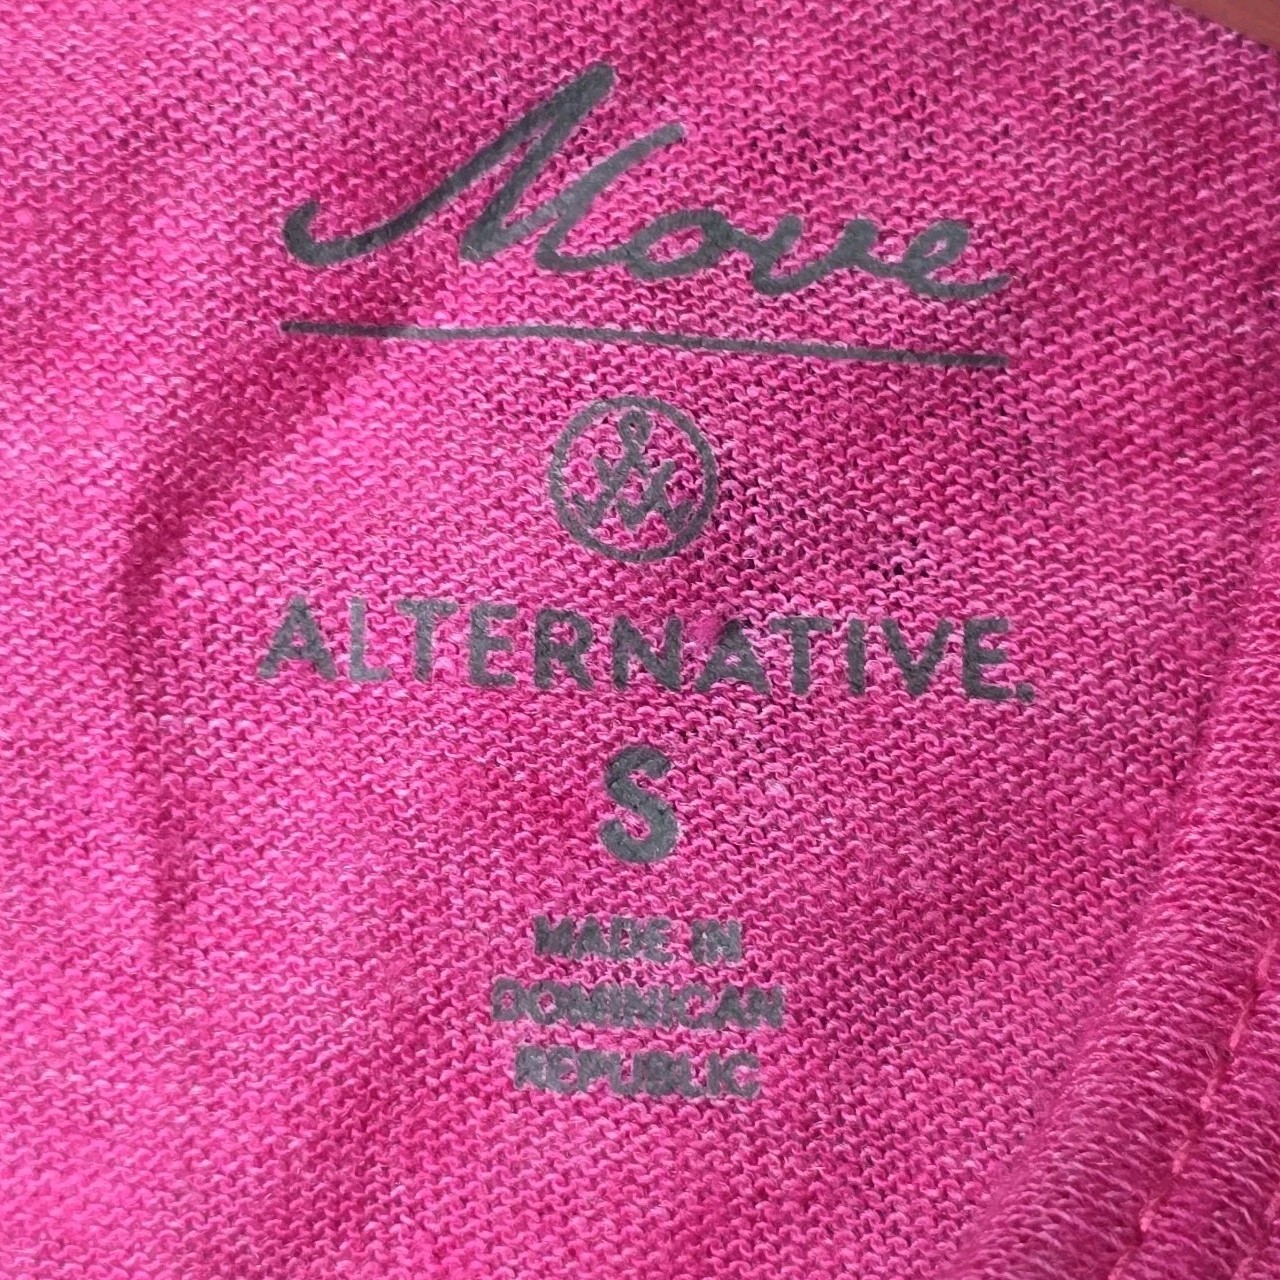 Move
ALTERNATIVE.
S
MADE IN
DOMINICAN
REPUBLIC